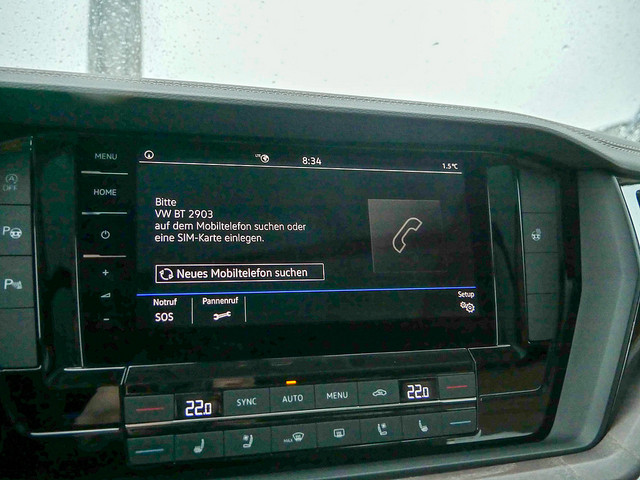 MENU
8:34
1.5°C
OFF
HOME
Bitte
VW BT 2903
auf dem Mobiltelefon suchen oder
eine SIM-Karte einlegen.
P
Neues Mobiltelefon suchen
+
P
-
Notruf
Pannenruf
Setup
SOS
22.0
SYNC
AUTO
MENU
22.0